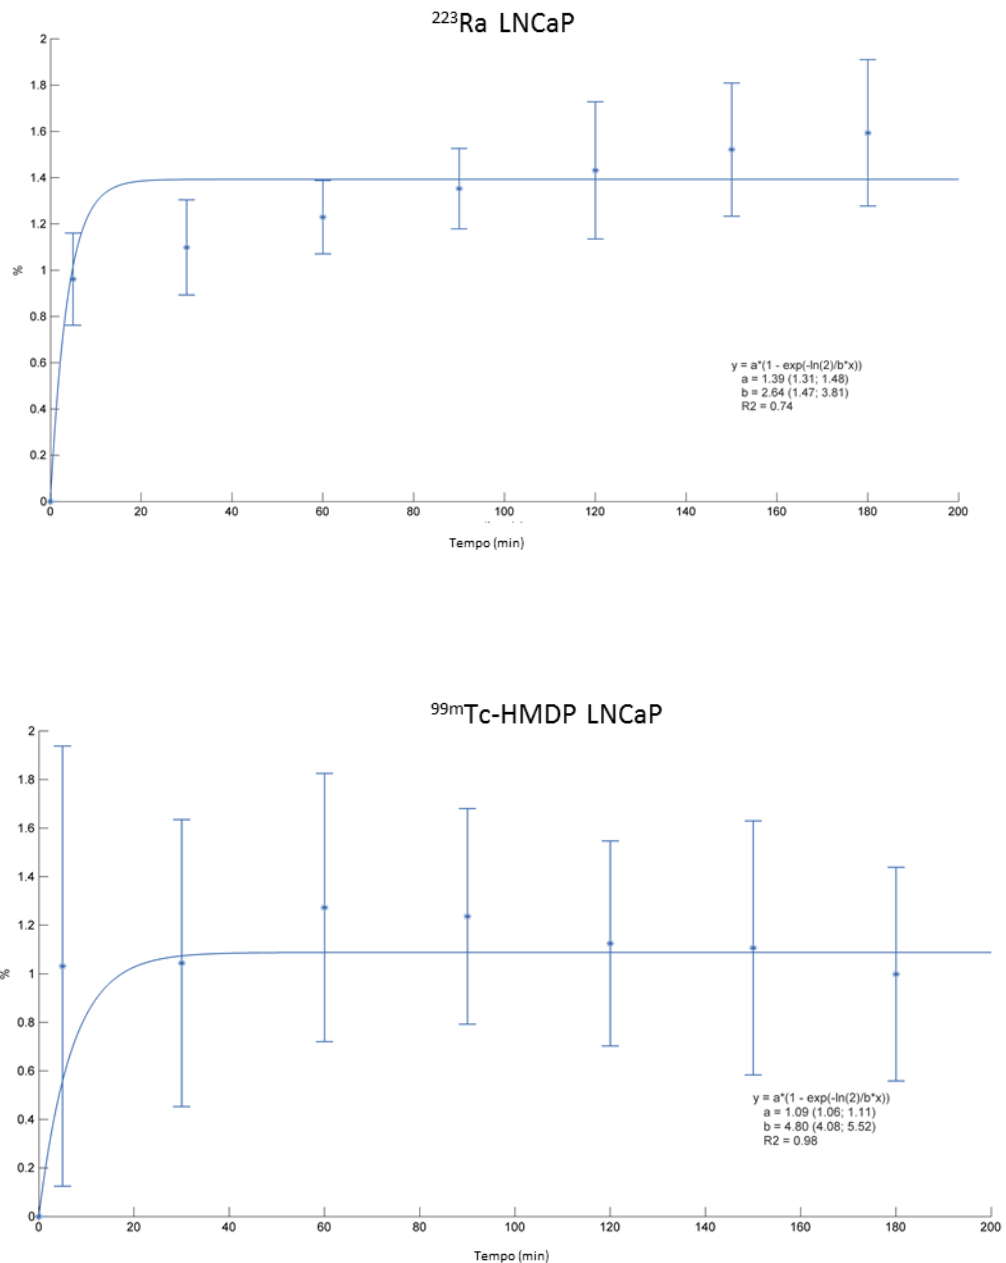 223Ra LNCaP
2
1.8
1.6
1.4
1.2
1
0.8
0.6
0.4
0.2
0
%
y = a*(1 - exp(-ln(2)/b*x))
a = 1.39 (1.31; 1.48)
b = 2.64 (1.47; 3.81)
R2 = 0.74
0 20 40 60 80 100 120 140 160 180 200
Tempo (min)
99mTc-HMDP LNCaP
2
1.8
1.6
1.4
1.2
1
0.8
0.6
0.4
0.2
0
%
y = a*(1 - exp(-ln(2)/b*x))
a = 1.09 (1.06; 1.11)
b = 4.80 (4.08; 5.52)
R2 = 0.98
0 20 40 60 80 100 120 140 160 180 200
Tempo (min)